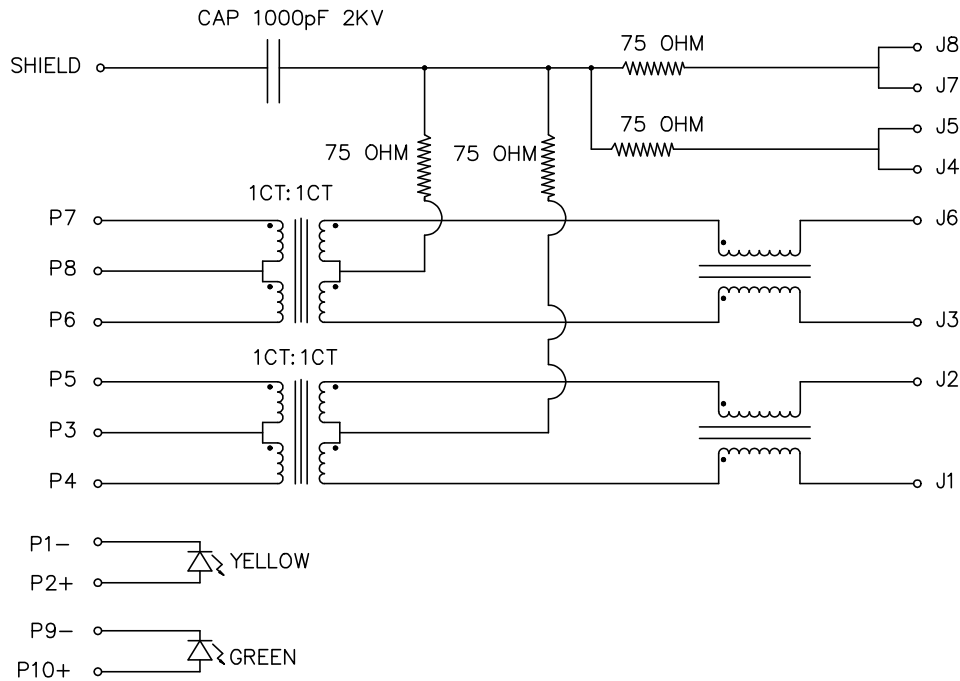 CAP 1000pF 2KV
SHIELD
75 OHM
J8
J7
75 OHM
J5
J4
75 OHM
75 OHM
1CT:1CT
P7
J6
P8
P6
J3
1CT:1CT
P5
J2
P3
P4
J1
P1-
YELLOW
P2+
P9-
GREEN
P10+